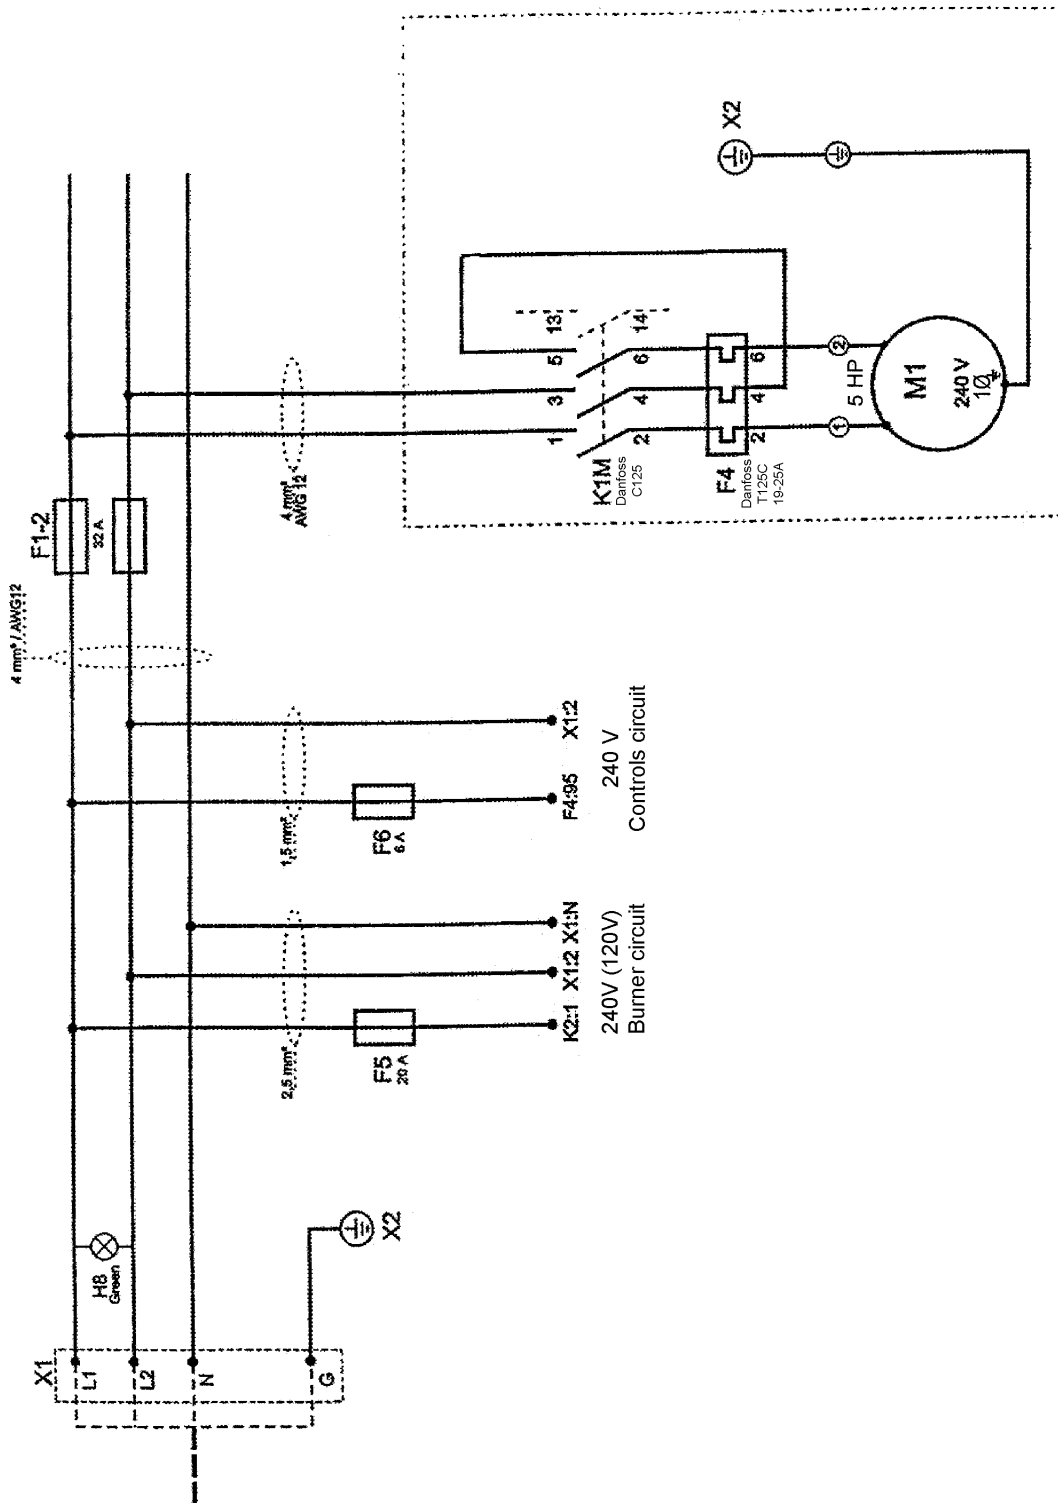 X1
L1
L2
N
G
H8
Green
X2
2,5 mm²
F5
20 A
K2:1 X1:2 X1:N
240V (120V)
Burner circuit
1,5 mm²
F6
6 A
F4:95 X1:2
240 V
Controls circuit
4 mm² / AWG12
F1-2
32 A
4 mm²
AWG 12
1 3 5 13
2 4 6 14
K1M
Danfoss
C125
F4
Danfoss
T125C
19-25A
2 4 6
1 2
5 HP
M1
240 V
1Ø
X2